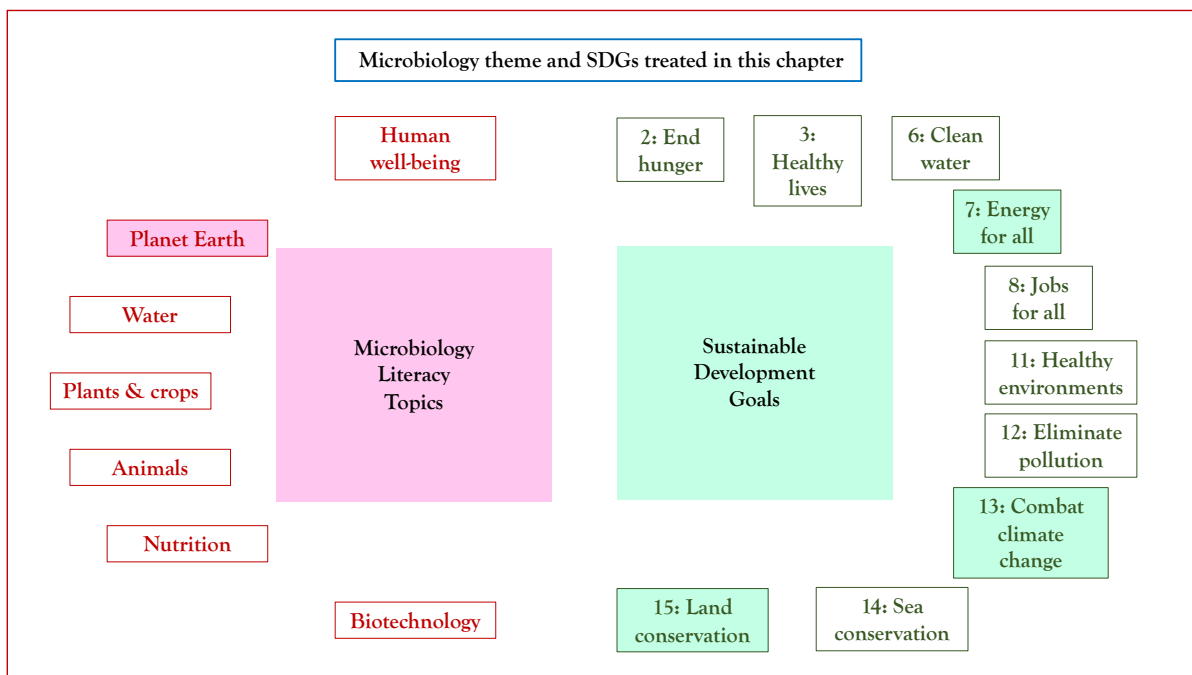 Microbiology theme and SDGs treated in this chapter
Human
well-being
Planet Earth
Water
Plants & crops
Animals
Nutrition
Biotechnology
Microbiology
Literacy
Topics
Sustainable
Development
Goals
2: End
hunger
3:
Healthy
lives
6: Clean
water
7: Energy
for all
8: Jobs
for all
11: Healthy
environments
12: Eliminate
pollution
13: Combat
climate
change
14: Sea
conservation
15: Land
conservation